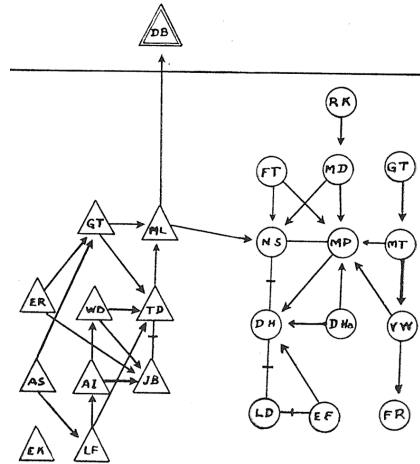 DB
RK
FT MD GT
GT ML NS MP MT
ER WD TD DH DHa YW
AS AI JB LD EF FR
EK LF